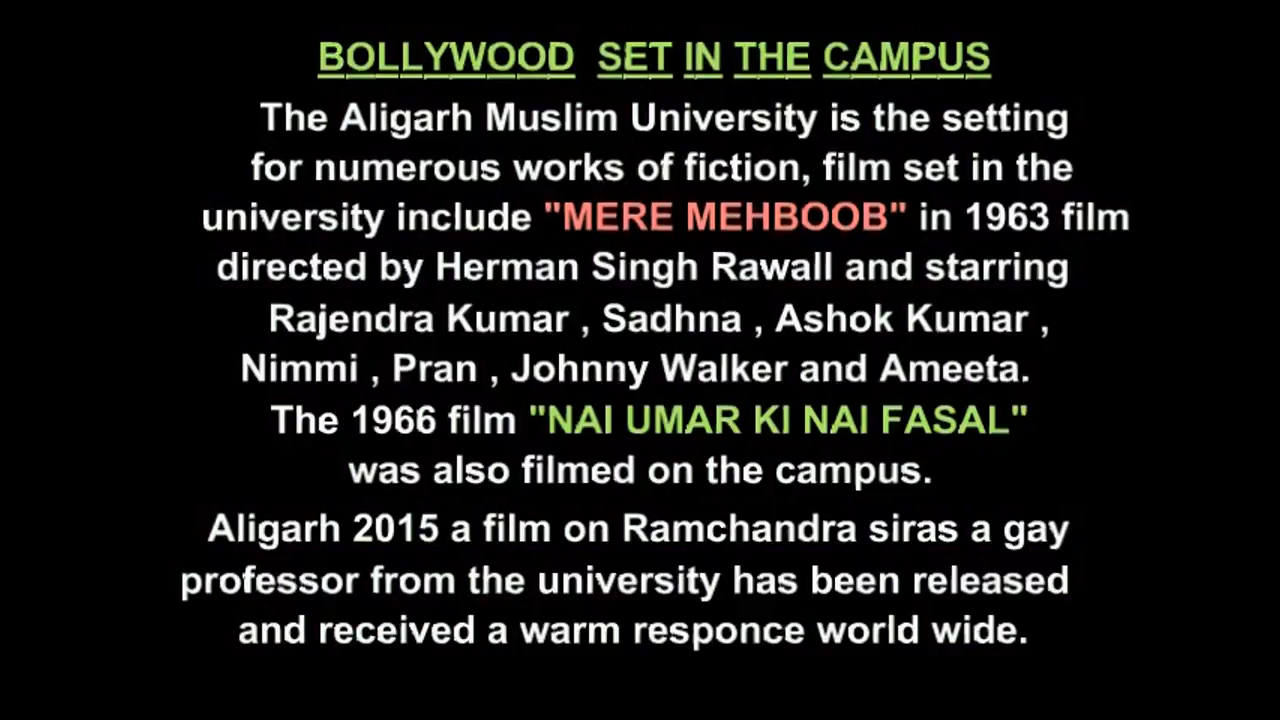 BOLLYWOOD SET IN THE CAMPUS
The Aligarh Muslim University is the setting
for numerous works of fiction, film set in the
university include "MERE MEHBOOB" in 1963 film
directed by Herman Singh Rawall and starring
Rajendra Kumar , Sadhna , Ashok Kumar ,
Nimmi , Pran , Johnny Walker and Ameeta.
The 1966 film "NAI UMAR KI NAI FASAL"
was also filmed on the campus.
Aligarh 2015 a film on Ramchandra siras a gay
professor from the university has been released
and received a warm responce world wide.